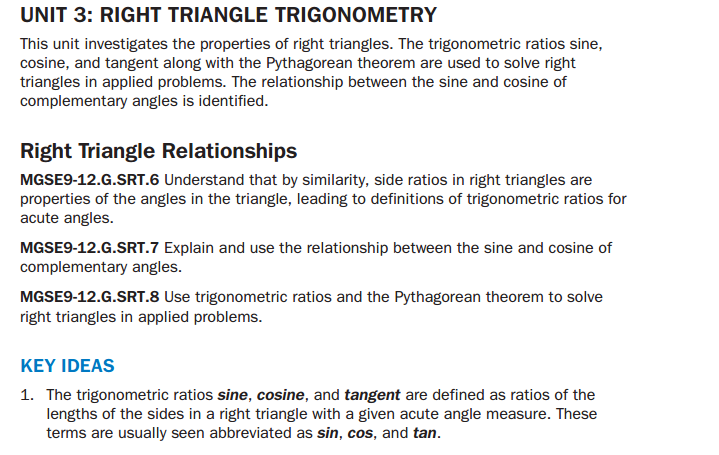 UNIT 3: RIGHT TRIANGLE TRIGONOMETRY
This unit investigates the properties of right triangles. The trigonometric ratios sine,
cosine, and tangent along with the Pythagorean theorem are used to solve right
triangles in applied problems. The relationship between the sine and cosine of
complementary angles is identified.
Right Triangle Relationships
MGSE9-12.G.SRT.6 Understand that by similarity, side ratios in right triangles are
properties of the angles in the triangle, leading to definitions of trigonometric ratios for
acute angles.
MGSE9-12.G.SRT.7 Explain and use the relationship between the sine and cosine of
complementary angles.
MGSE9-12.G.SRT.8 Use trigonometric ratios and the Pythagorean theorem to solve
right triangles in applied problems.
KEY IDEAS
1. The trigonometric ratios sine, cosine, and tangent are defined as ratios of the
lengths of the sides in a right triangle with a given acute angle measure. These
terms are usually seen abbreviated as sin, cos, and tan.